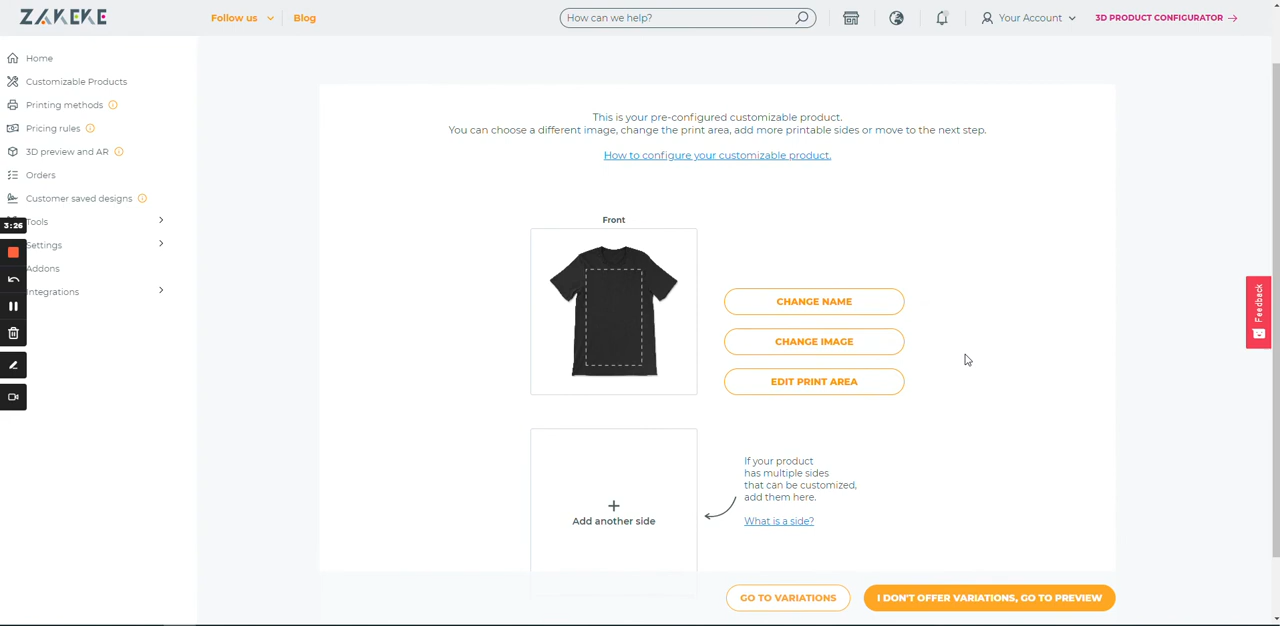 ZAKEKE
Follow us
Blog
How can we help?
Your Account
3D PRODUCT CONFIGURATOR
Home
Customizable Products
Printing methods
Pricing rules
3D preview and AR
Orders
Customer saved designs
3:26
Tools
Settings
Addons
Integrations
This is your pre-configured customizable product.
You can choose a different image, change the print area, add more printable sides or move to the next step.
How to configure your customizable product.
Front
CHANGE NAME
CHANGE IMAGE
EDIT PRINT AREA
Feedback
Add another side
If your product
has multiple sides
that can be customized,
add them here.
What is a side?
GO TO VARIATIONS
I DON'T OFFER VARIATIONS, GO TO PREVIEW